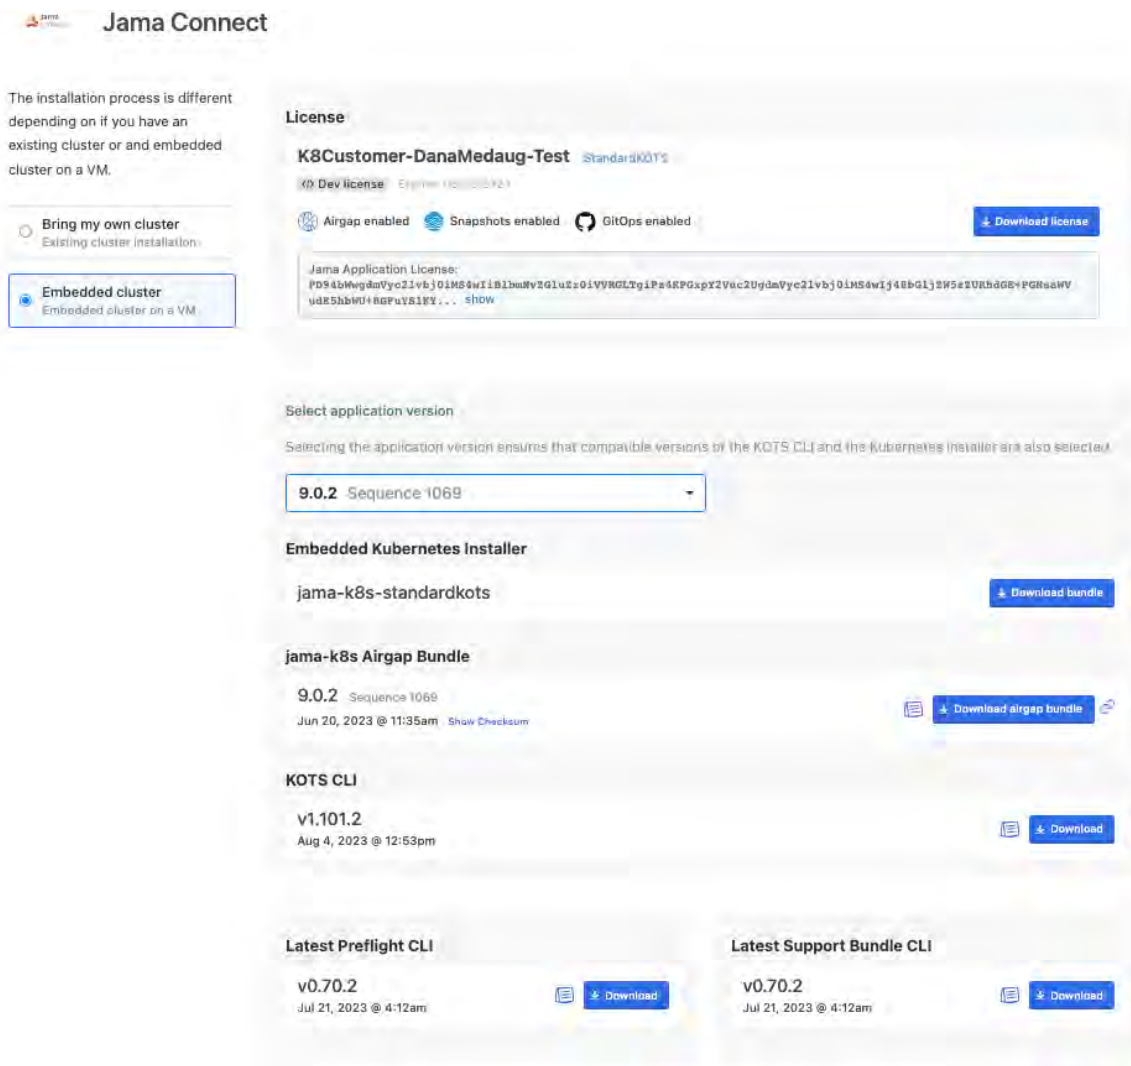 Jama
Jama Connect
The installation process is different
depending on if you have an
existing cluster or and embedded
cluster on a VM.
Bring my own cluster
Existing cluster installation
Embedded cluster
Embedded cluster on a VM
License
K8Customer-DanaMedaug-Test StandardKOTS
</> Dev license
Airgap enabled Snapshots enabled GitOps enabled
Download license
Jama Application License:
show
Select application version
Selecting the application version ensures that compatible versions of the KOTS CLI and the Kubernetes installer are also selected.
9.0.2 Sequence 1069
Embedded Kubernetes Installer
jama-k8s-standardkots
Download bundle
jama-k8s Airgap Bundle
9.0.2 Sequence 1069
Jun 20, 2023 @ 11:35am Show Checksum
Download airgap bundle
KOTS CLI
v1.101.2
Aug 4, 2023 @ 12:53pm
Download
Latest Preflight CLI
v0.70.2
Jul 21, 2023 @ 4:12am
Download
Latest Support Bundle CLI
v0.70.2
Jul 21, 2023 @ 4:12am
Download